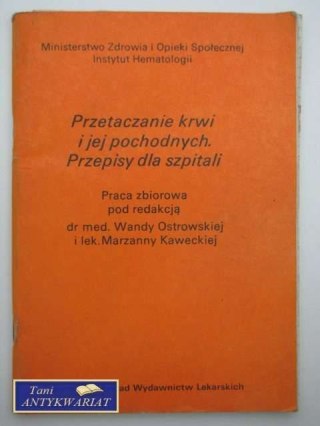 Ministerstwo Zdrowia i Opieki Społecznej
Instytut Hematologii
Przetaczanie krwi
i jej pochodnych.
Przepisy dla szpitali
Praca zbiorowa
pod redakcją
dr med. Wandy Ostrowskiej
i lek. Marzanny Kaweckiej
Wydawnictw Lekarskich
Tani
ANTYKWARIAT